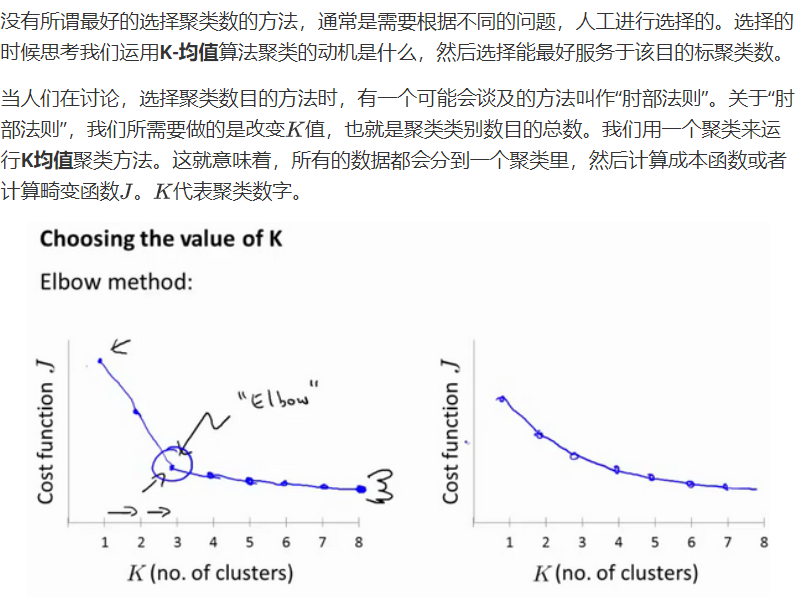 没有所谓最好的选择聚类数的方法，通常是需要根据不同的问题，人工进行选择的。选择的
时候思考我们运用K-均值算法聚类的动机是什么，然后选择能最好服务于该目的标聚类数。
当人们在讨论，选择聚类数目的方法时，有一个可能会谈及的方法叫作“肘部法则”。关于“肘
部法则”，我们所需要做的是改变K值，也就是聚类类别数目的总数。我们用一个聚类来运
行K均值聚类方法。这就意味着，所有的数据都会分到一个聚类里，然后计算成本函数或者
计算畸变函数J。K代表聚类数字。
Choosing the value of K
Elbow method:
Cost function J
"Elbow"
1 2 3 4 5 6 7 8
K (no. of clusters)
Cost function J
1 2 3 4 5 6 7 8
K (no. of clusters)